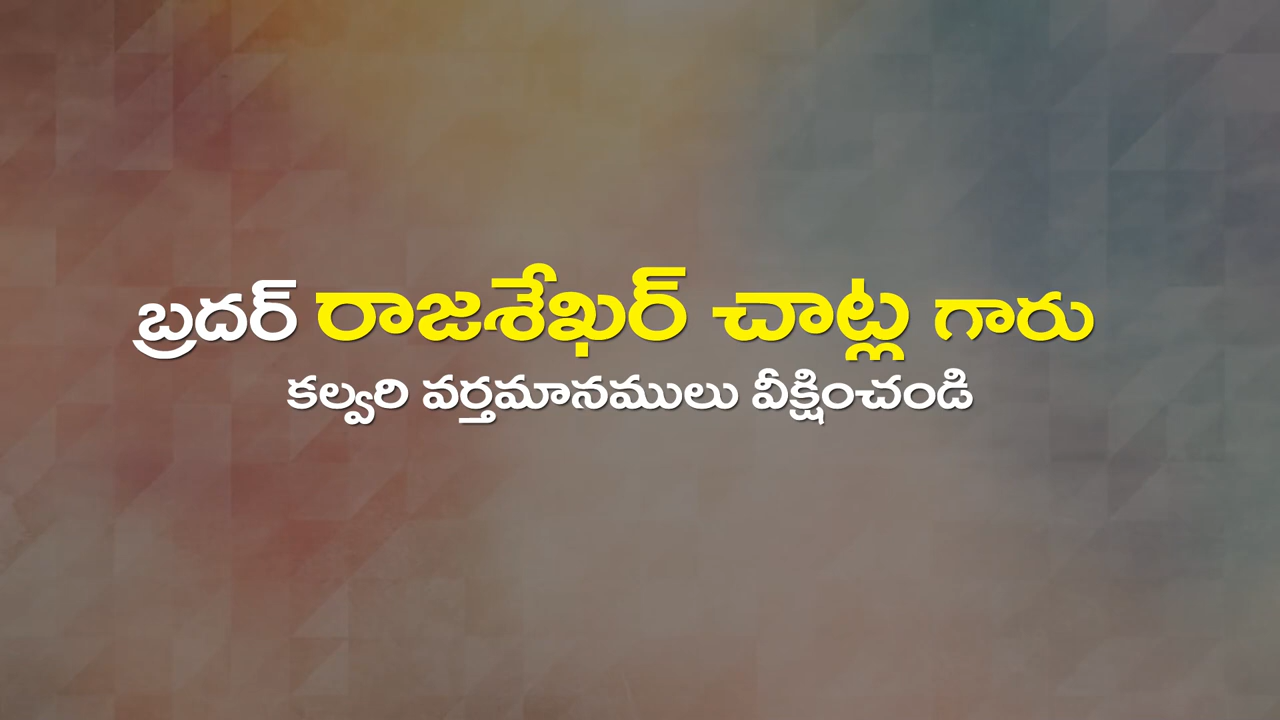 బ్రదర్ రాజశేఖర్ చాట్ల గారు
కల్వరి వర్తమానములు వీక్షించండి